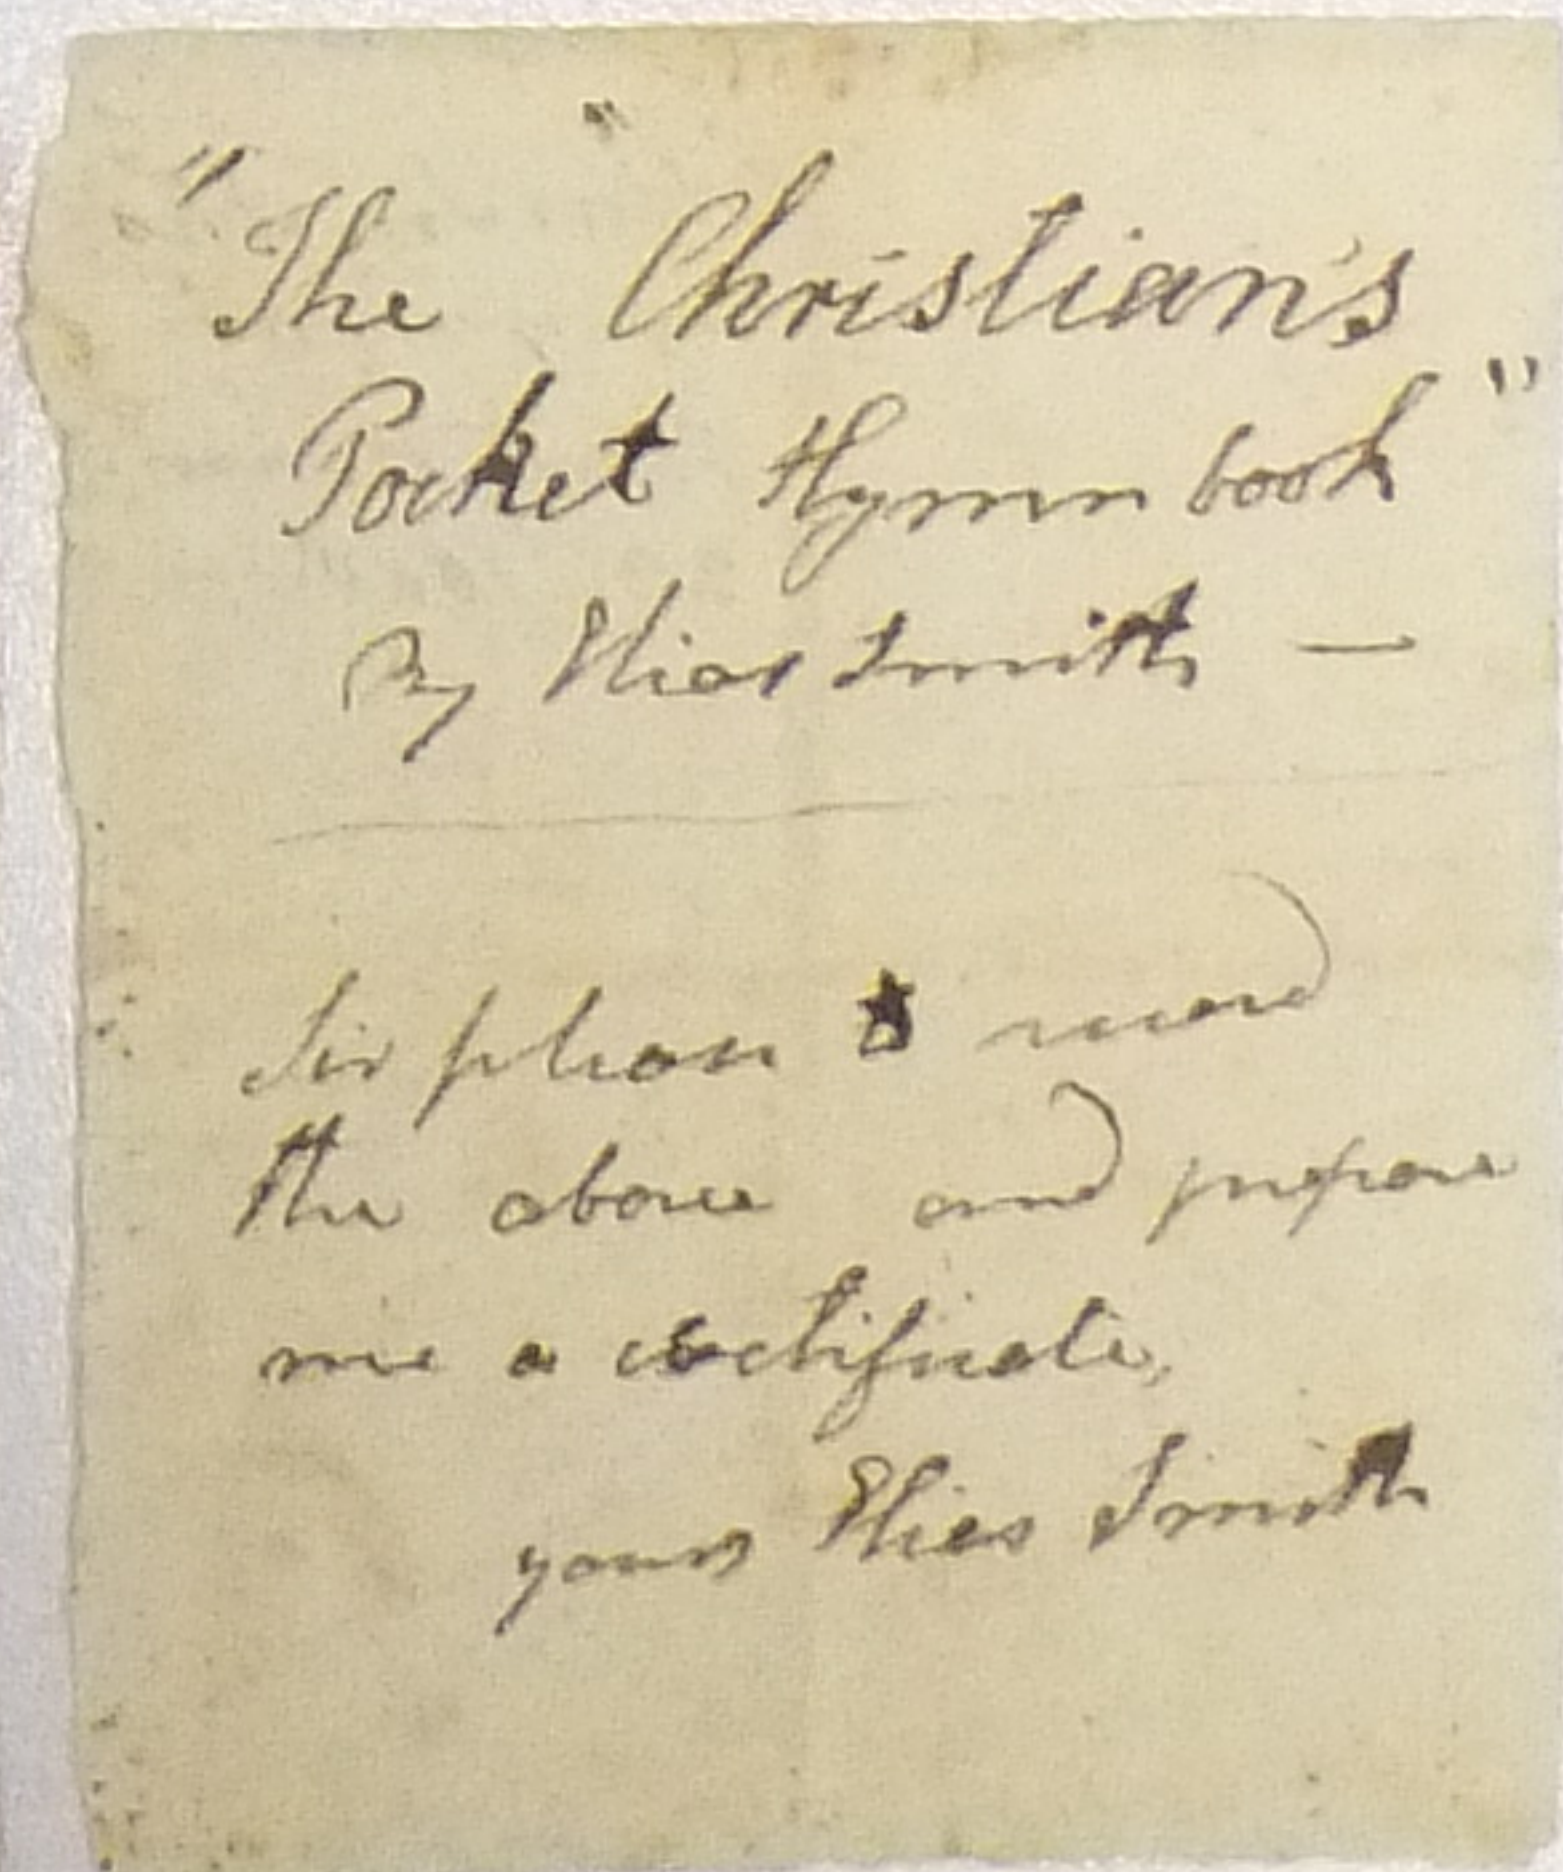 "The Christian's
Pocket Hymn book"
By Elias Smith —
Sir please to record
the above and prepare
me a certificate,
yours Elias Smith